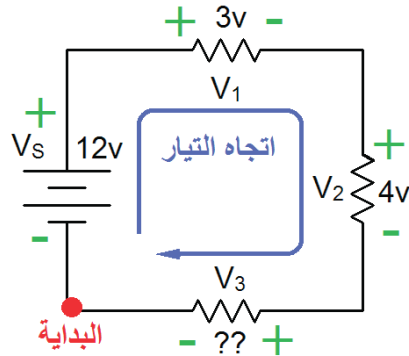 + 3v -
V1
+
VS 12v
اتجاه التيار
+
V2 4v
-
-
V3
البداية
- ?? +